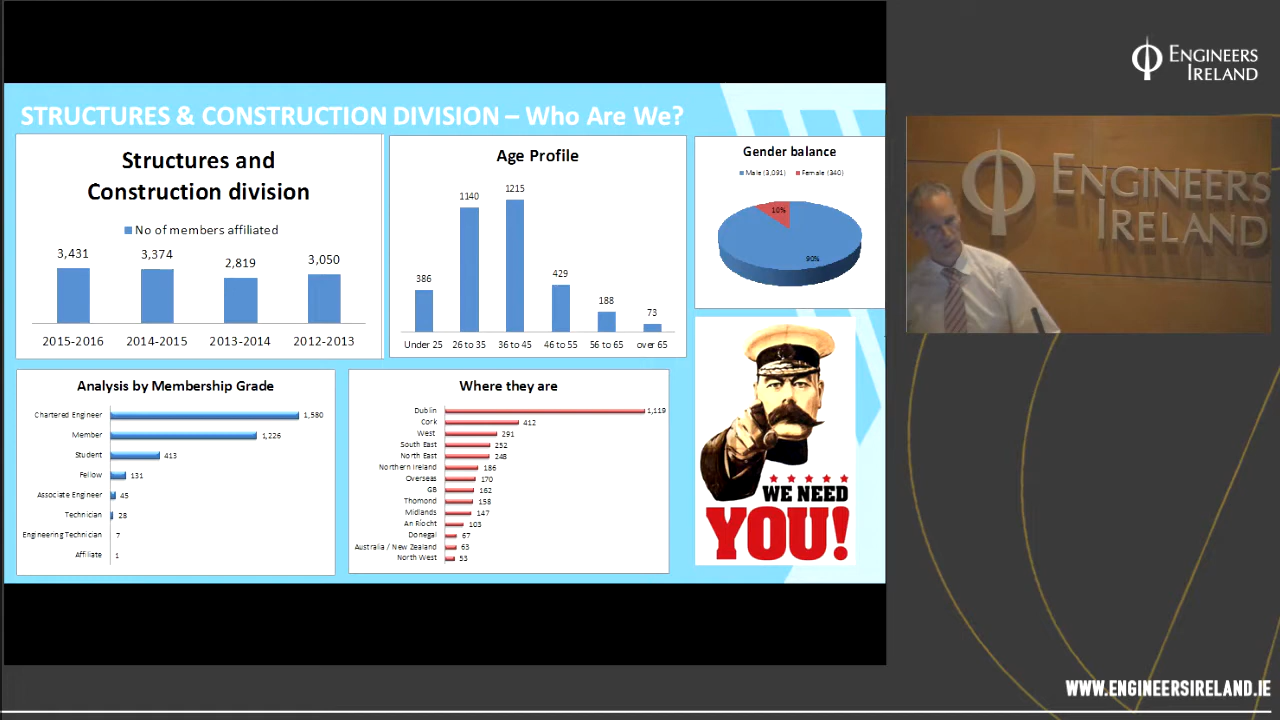 STRUCTURES & CONSTRUCTION DIVISION – Who Are We?
Structures and
Construction division
No of members affiliated
3,431
3,374
2,819
3,050
2015-2016
2014-2015
2013-2014
2012-2013
Age Profile
386
1140
1215
429
188
73
Under 25
26 to 35
36 to 45
46 to 55
56 to 65
over 65
Gender balance
Male (3,091)
Female (340)
10%
90%
Analysis by Membership Grade
Chartered Engineer 1,580
Member 1,226
Student 413
Fellow 131
Associate Engineer 45
Technician 28
Engineering Technician 7
Affiliate 1
Where they are
Dublin 1,119
Cork 412
West 291
South East 252
North East 248
Northern Ireland 186
Overseas 170
GB 162
Thomond 158
Midlands 147
An Ríocht 103
Donegal 67
Australia / New Zealand 63
North West 53
WE NEED
YOU!
ENGINEERS
IRELAND
ENGINEERS
IRELAND
WWW.ENGINEERSIRELAND.IE